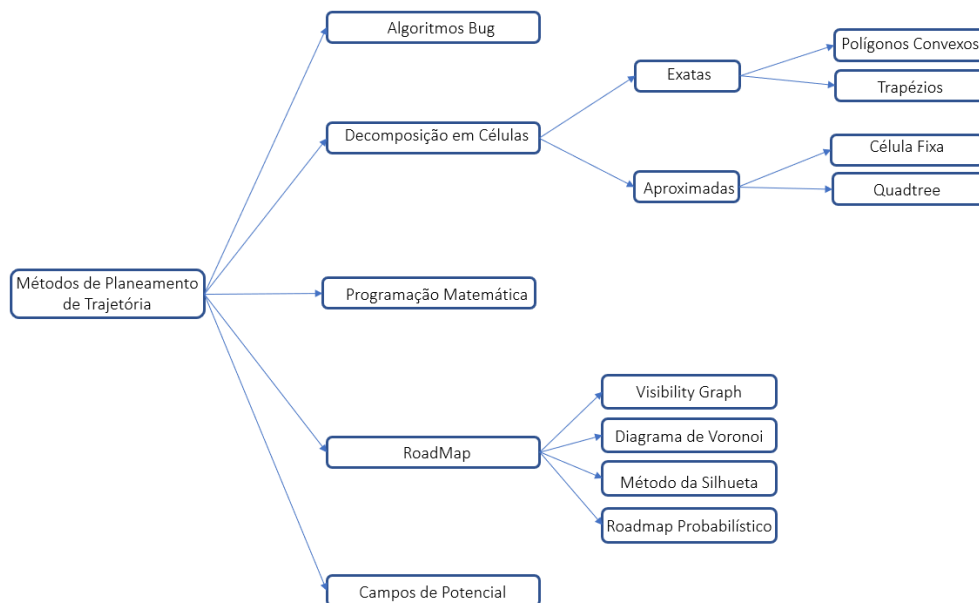 Algoritmos Bug
Polígonos Convexos
Exatas
Trapézios
Decomposição em Células
Célula Fixa
Aproximadas
Quadtree
Métodos de Planeamento
de Trajetória
Programação Matemática
Visibility Graph
Diagrama de Voronoi
RoadMap
Método da Silhueta
Roadmap Probabilístico
Campos de Potencial